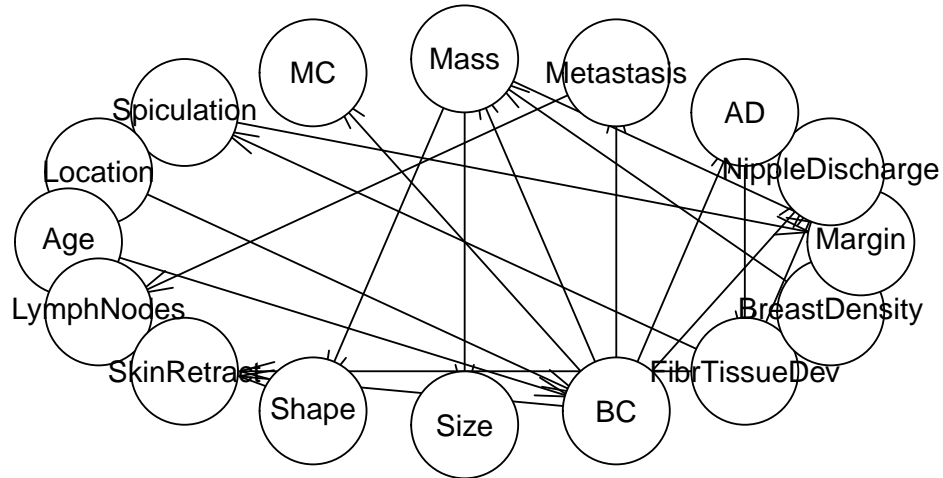 Mass
MC
Metastasis
Spiculation
AD
Location
NippleDischarge
Age
Margin
LymphNodes
BreastDensity
SkinRetract
FibrTissueDev
Shape
BC
Size